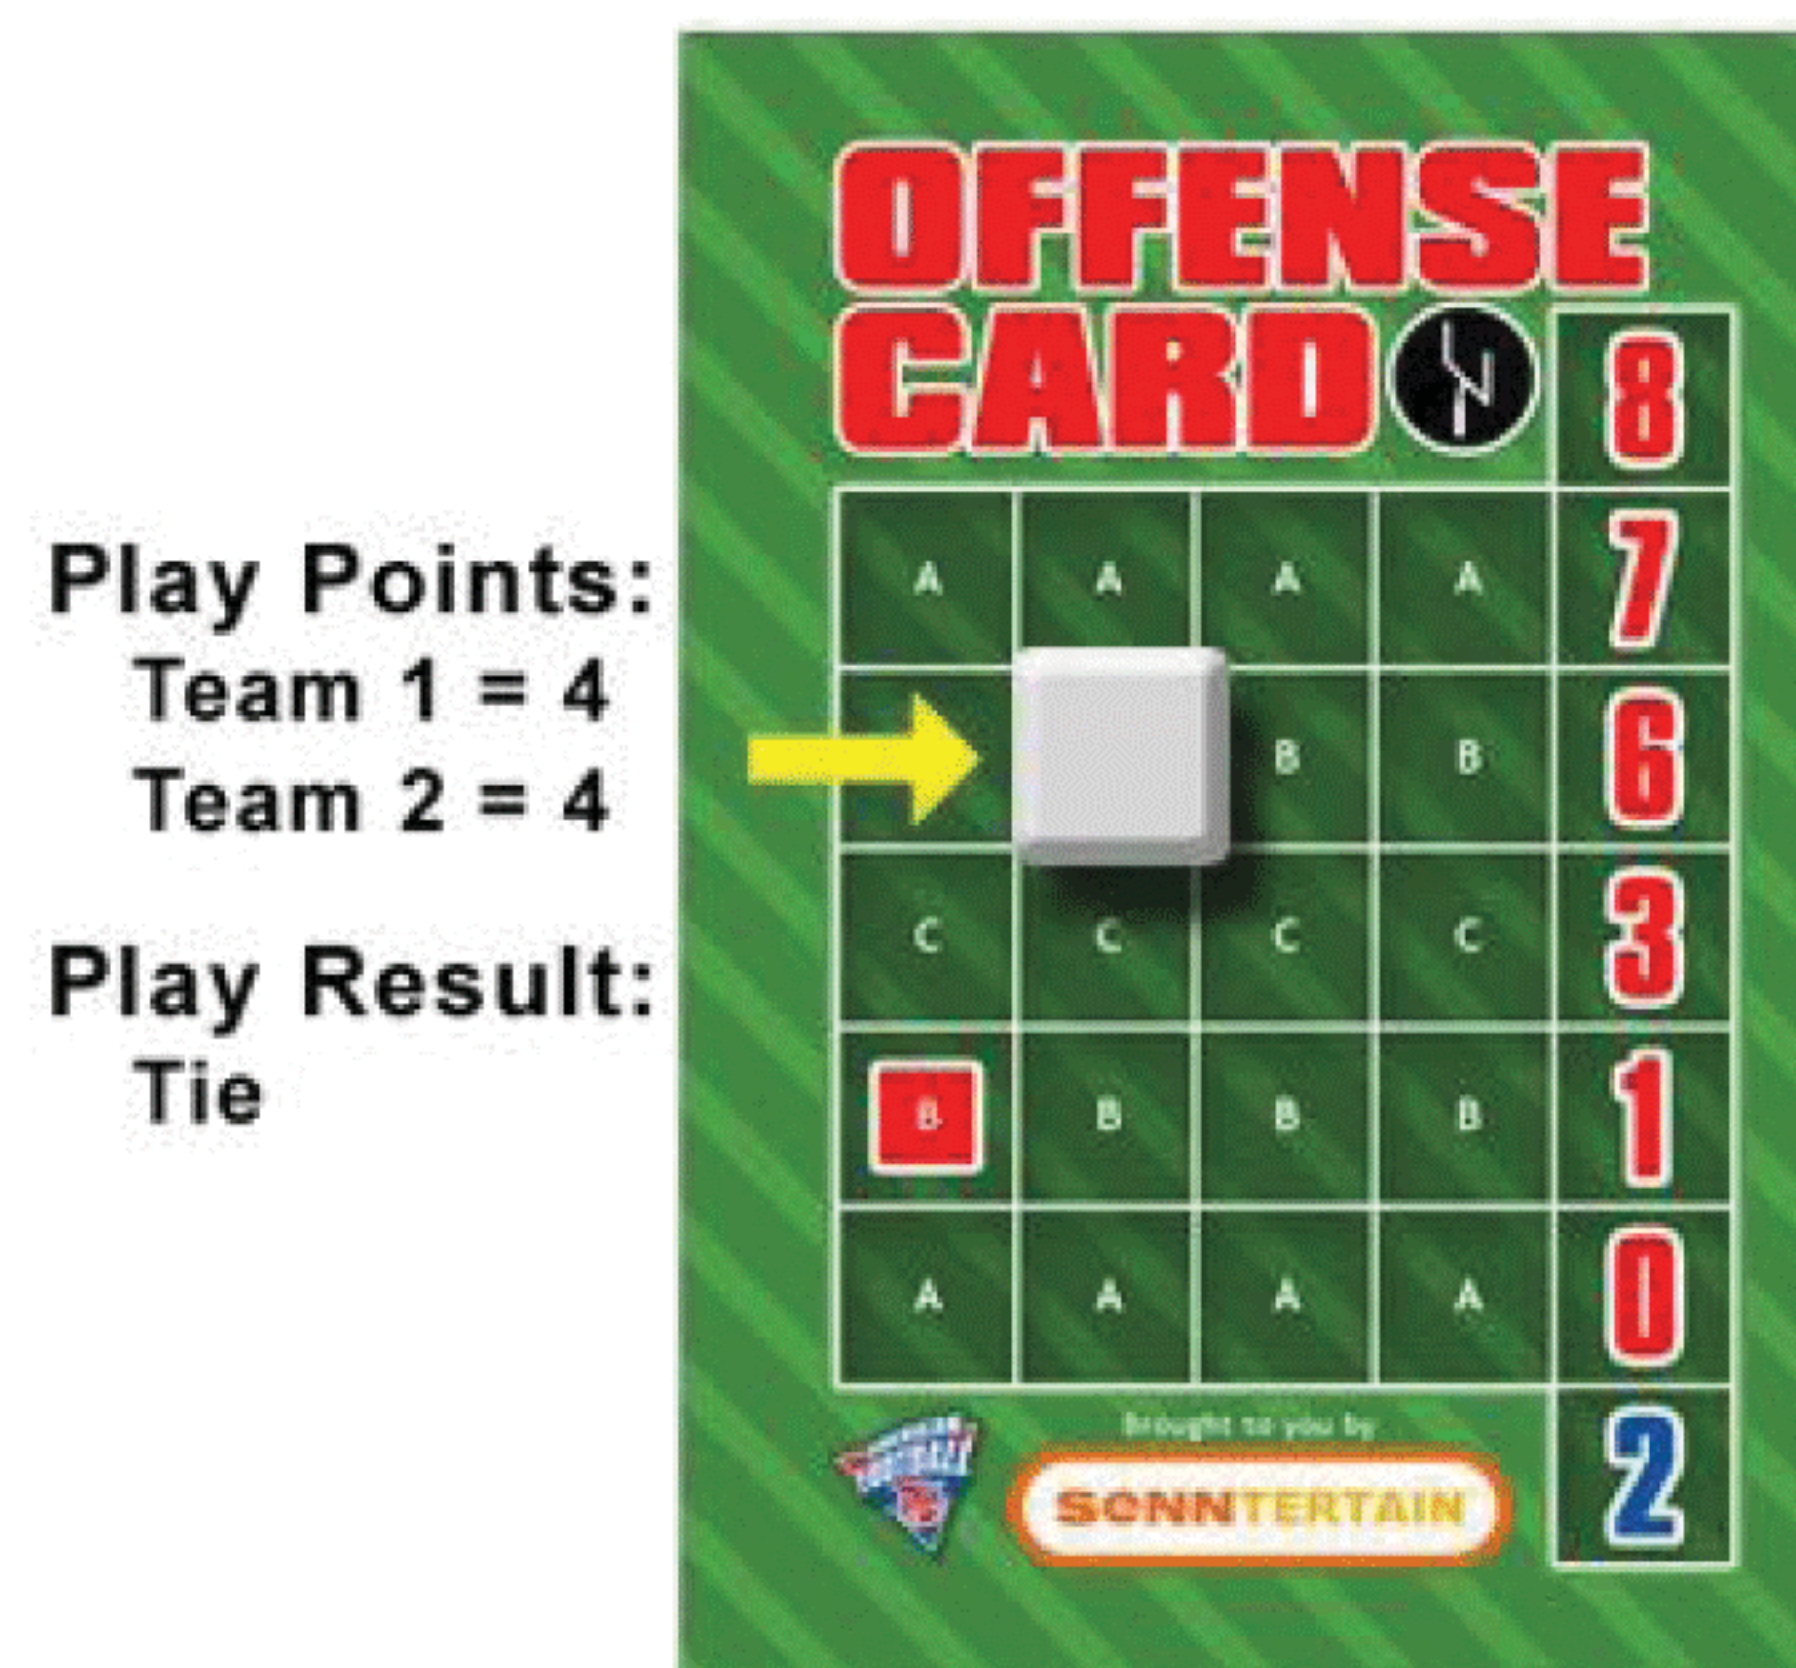 Play Points:
Team 1 = 4
Team 2 = 4
Play Result:
Tie
OFFENSE
CARD
8
A A A A 7
B B 6
C C C C 3
B B B B 1
A A A A 0
2
Brought to you by
SONNTERTAIN